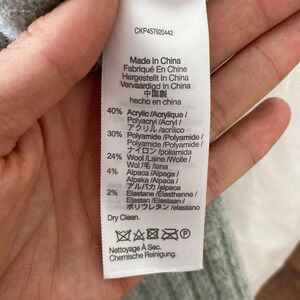 CKP457920442
Made In China
Fabriqué En Chine
Hergestellt In China
Vervaardigd In China
中国製
hecho en china
40% Acrylic /Acrylique /
Polyacryl /Acryl /
アクリル /acrílico
30% Polyamide /Polyamide /
Polyamide /Polyamide /
ナイロン /poliamida
24% Wool /Laine /Wolle /
Wol /毛 /lana
4% Alpaca /Alpaga /
Alpaka /Alpaca /
アルパカ /alpaca
2% Elastane /Elasthanne /
Elastan /Elastaan /
ポリウレタン /elastano
Dry Clean.
Nettoyage À Sec.
Chemische Reinigung.